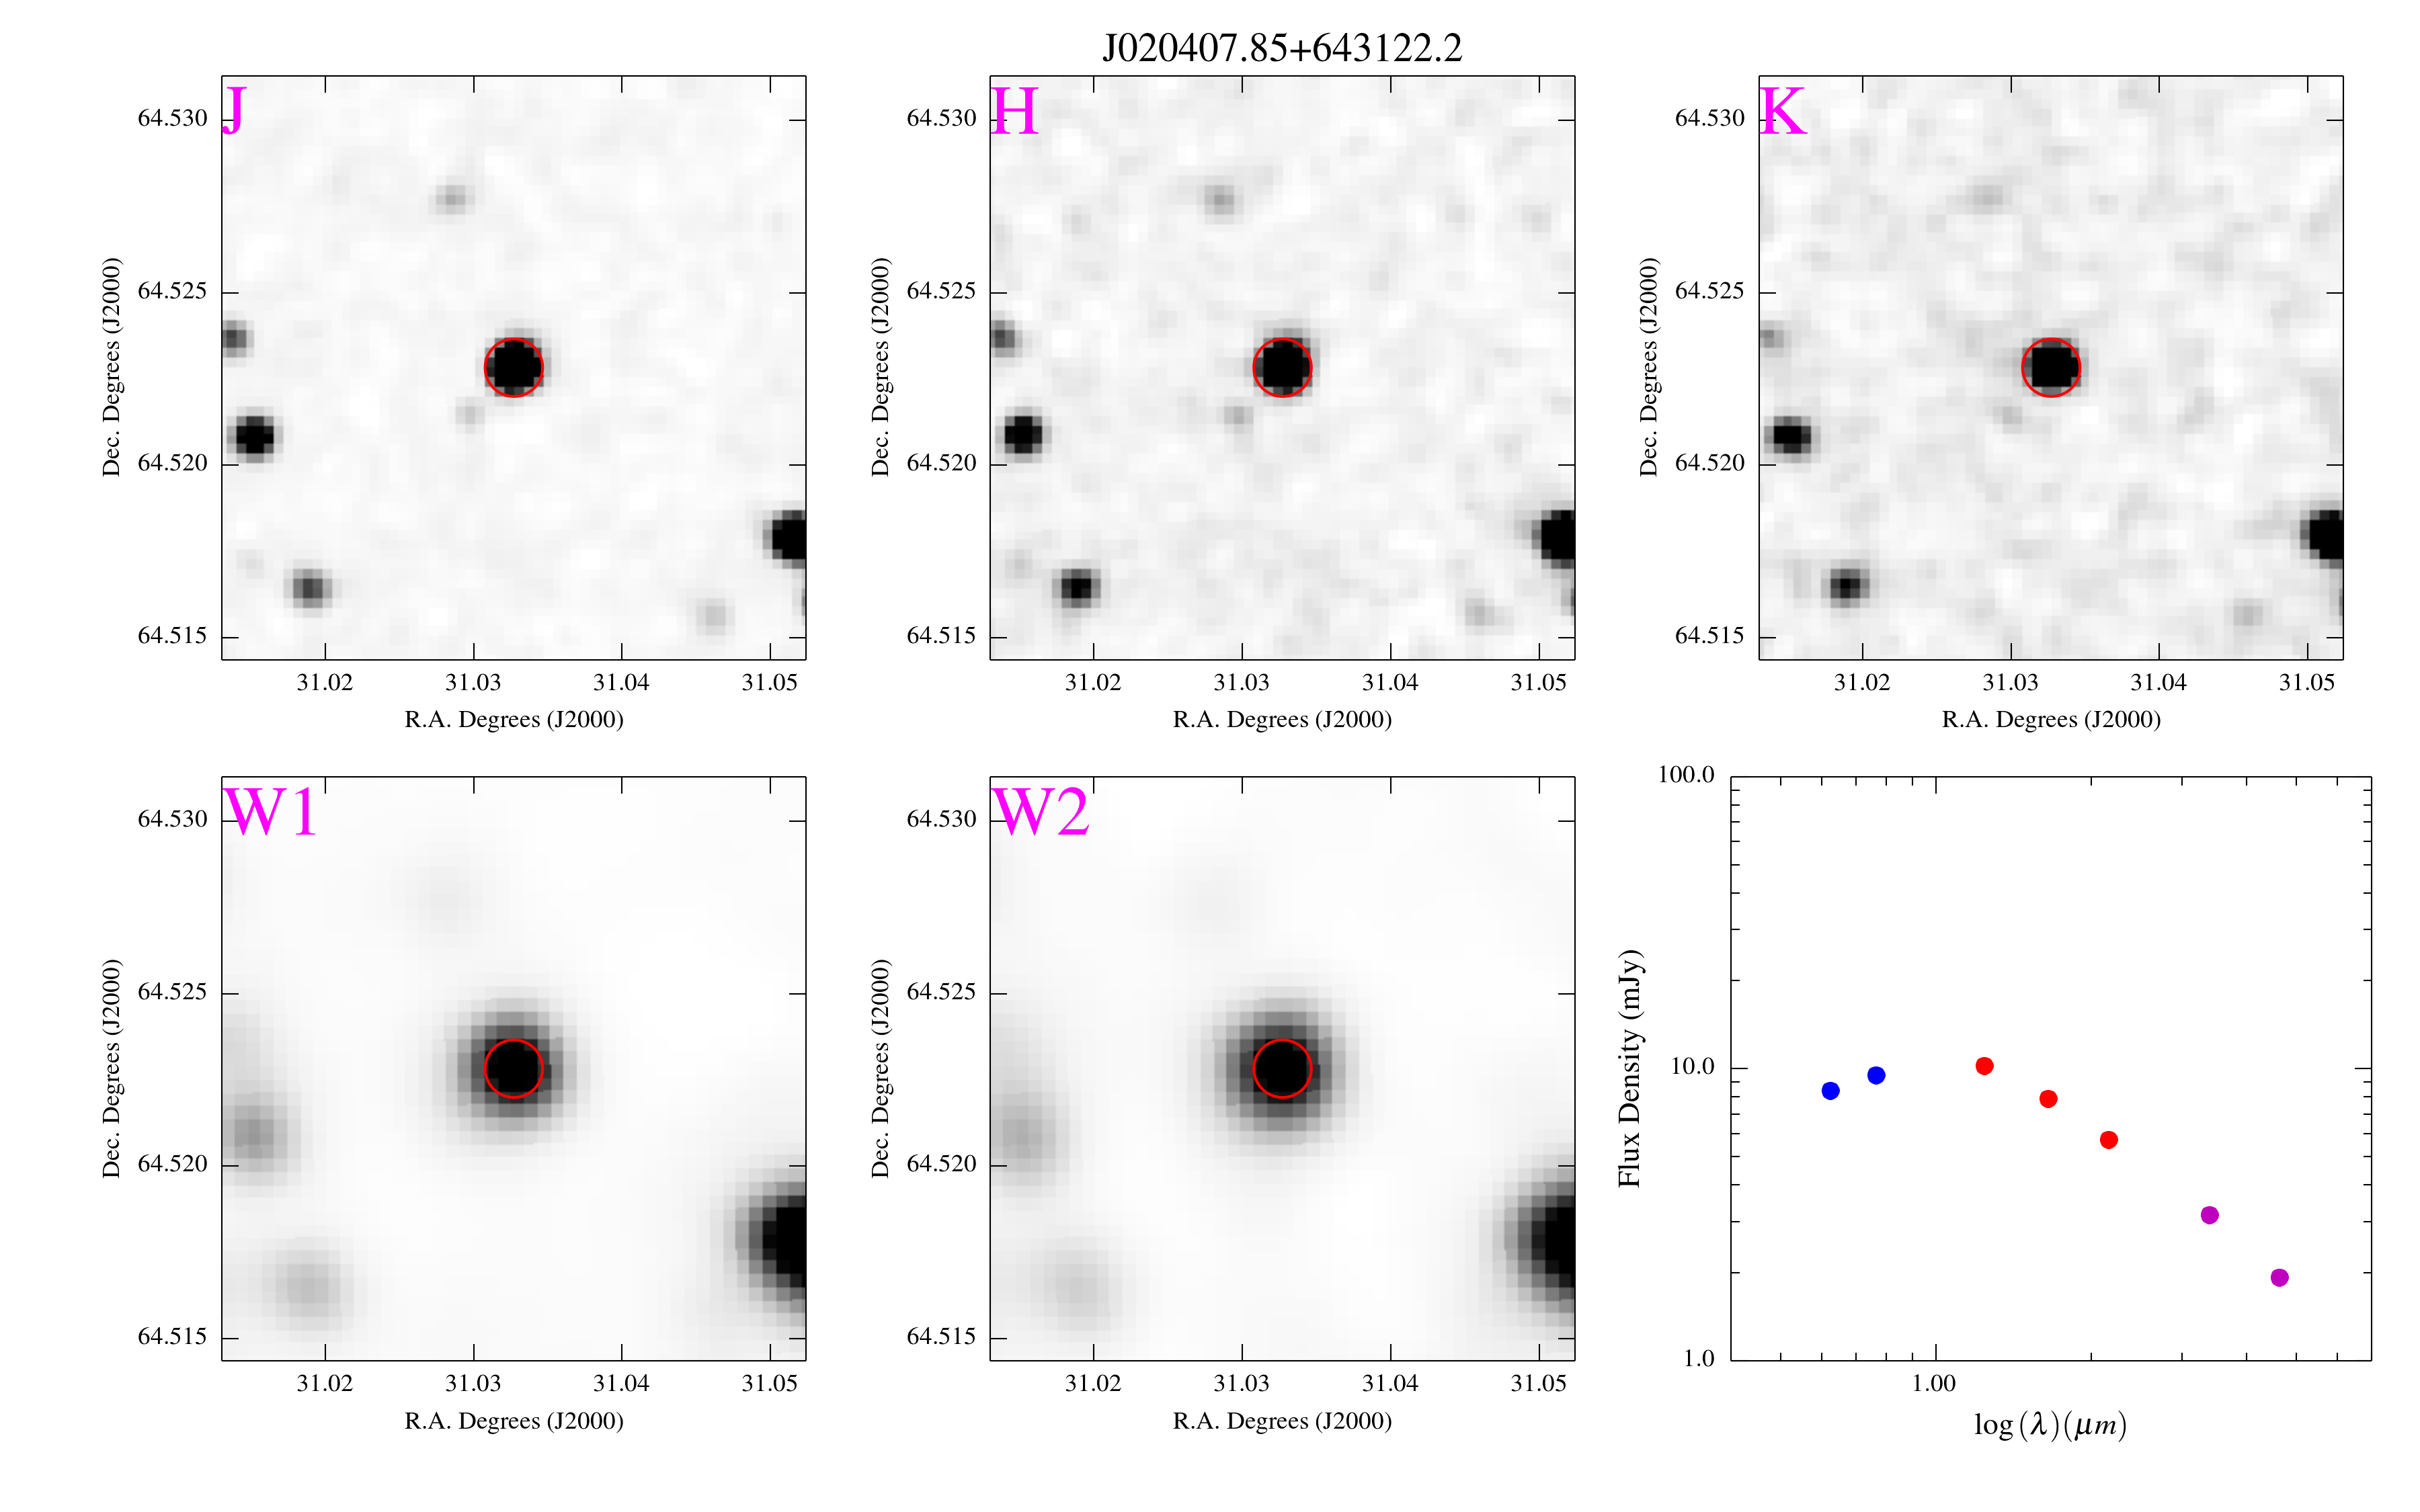 J020407.85+643122.2
J
64.530
64.525
64.520
64.515
Dec. Degrees (J2000)
31.02 31.03 31.04 31.05
R.A. Degrees (J2000)
H
64.530
64.525
64.520
64.515
Dec. Degrees (J2000)
31.02 31.03 31.04 31.05
R.A. Degrees (J2000)
K
64.530
64.525
64.520
64.515
Dec. Degrees (J2000)
31.02 31.03 31.04 31.05
R.A. Degrees (J2000)
W1
64.530
64.525
64.520
64.515
Dec. Degrees (J2000)
31.02 31.03 31.04 31.05
R.A. Degrees (J2000)
W2
64.530
64.525
64.520
64.515
Dec. Degrees (J2000)
31.02 31.03 31.04 31.05
R.A. Degrees (J2000)
100.0
10.0
1.0
Flux Density (mJy)
1.00
log(λ)(μm)